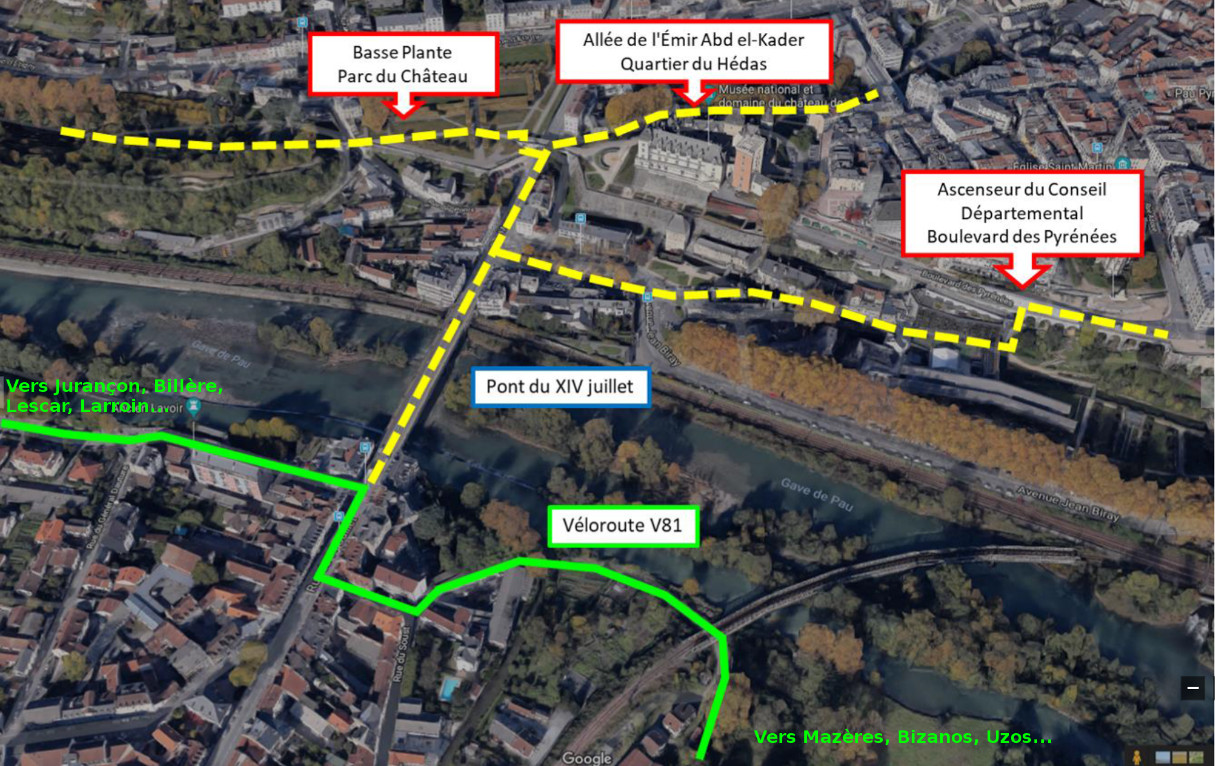 Basse Plante
Parc du Château
Allée de l'Émir Abd el-Kader
Quartier du Hédas
Musée national et
domaine du château de
Pau Pyr
Église Saint-Martin
Ascenseur du Conseil
Départemental
Boulevard des Pyrénées
Boulevard des Pyrénées
Gave de Pau
Pont du XIV juillet
Vers Jurançon, Billère,
Lescar, Larroin
Lavoir
Gave de Pau
Avenue Jean Biray
Véloroute V81
Rue du Soust
Vers Mazères, Bizanos, Uzos...
Google